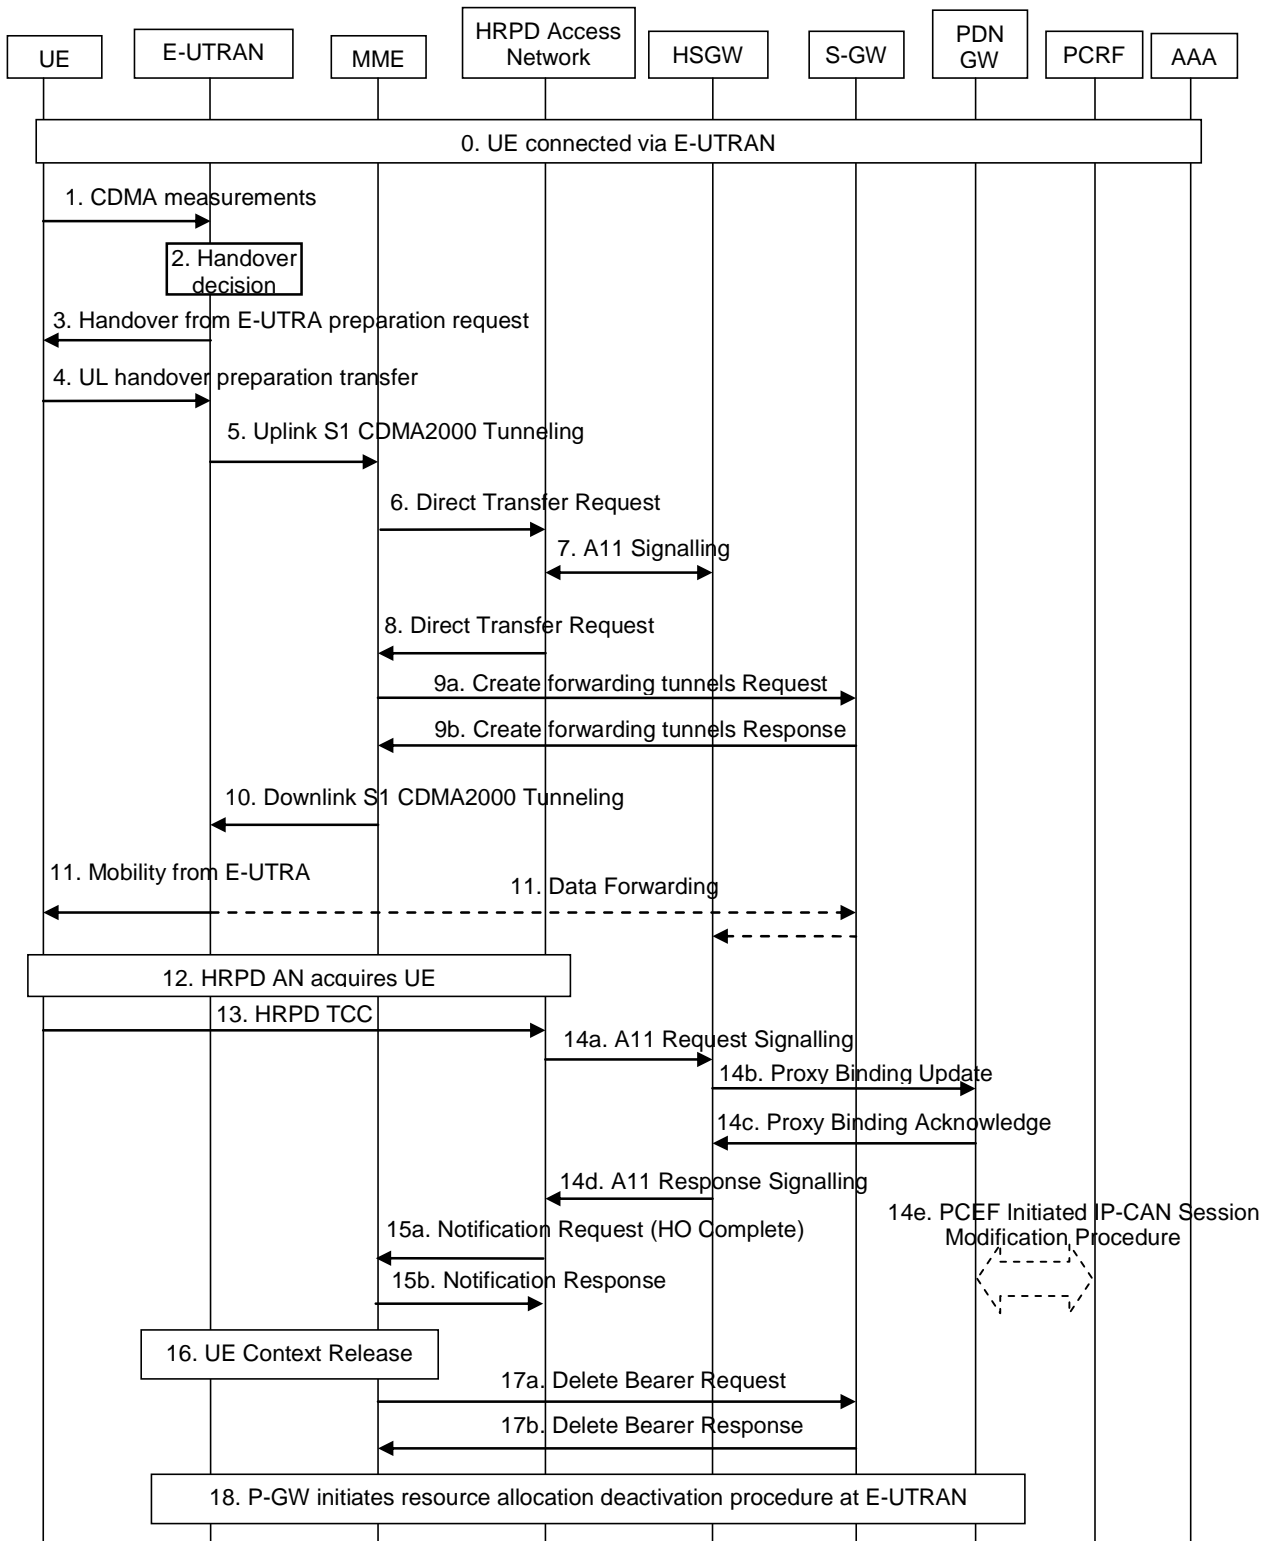 UE
E-UTRAN
MME
HRPD Access
Network
HSGW
S-GW
PDN
GW
PCRF
AAA
0. UE connected via E-UTRAN
1. CDMA measurements
2. Handover
decision
3. Handover from E-UTRA preparation request
4. UL handover preparation transfer
5. Uplink S1 CDMA2000 Tunneling
6. Direct Transfer Request
7. A11 Signalling
8. Direct Transfer Request
9a. Create forwarding tunnels Request
9b. Create forwarding tunnels Response
10. Downlink S1 CDMA2000 Tunneling
11. Mobility from E-UTRA
11. Data Forwarding
12. HRPD AN acquires UE
13. HRPD TCC
14a. A11 Request Signalling
14b. Proxy Binding Update
14c. Proxy Binding Acknowledge
14d. A11 Response Signalling
14e. PCEF Initiated IP-CAN Session
Modification Procedure
15a. Notification Request (HO Complete)
15b. Notification Response
16. UE Context Release
17a. Delete Bearer Request
17b. Delete Bearer Response
18. P-GW initiates resource allocation deactivation procedure at E-UTRAN